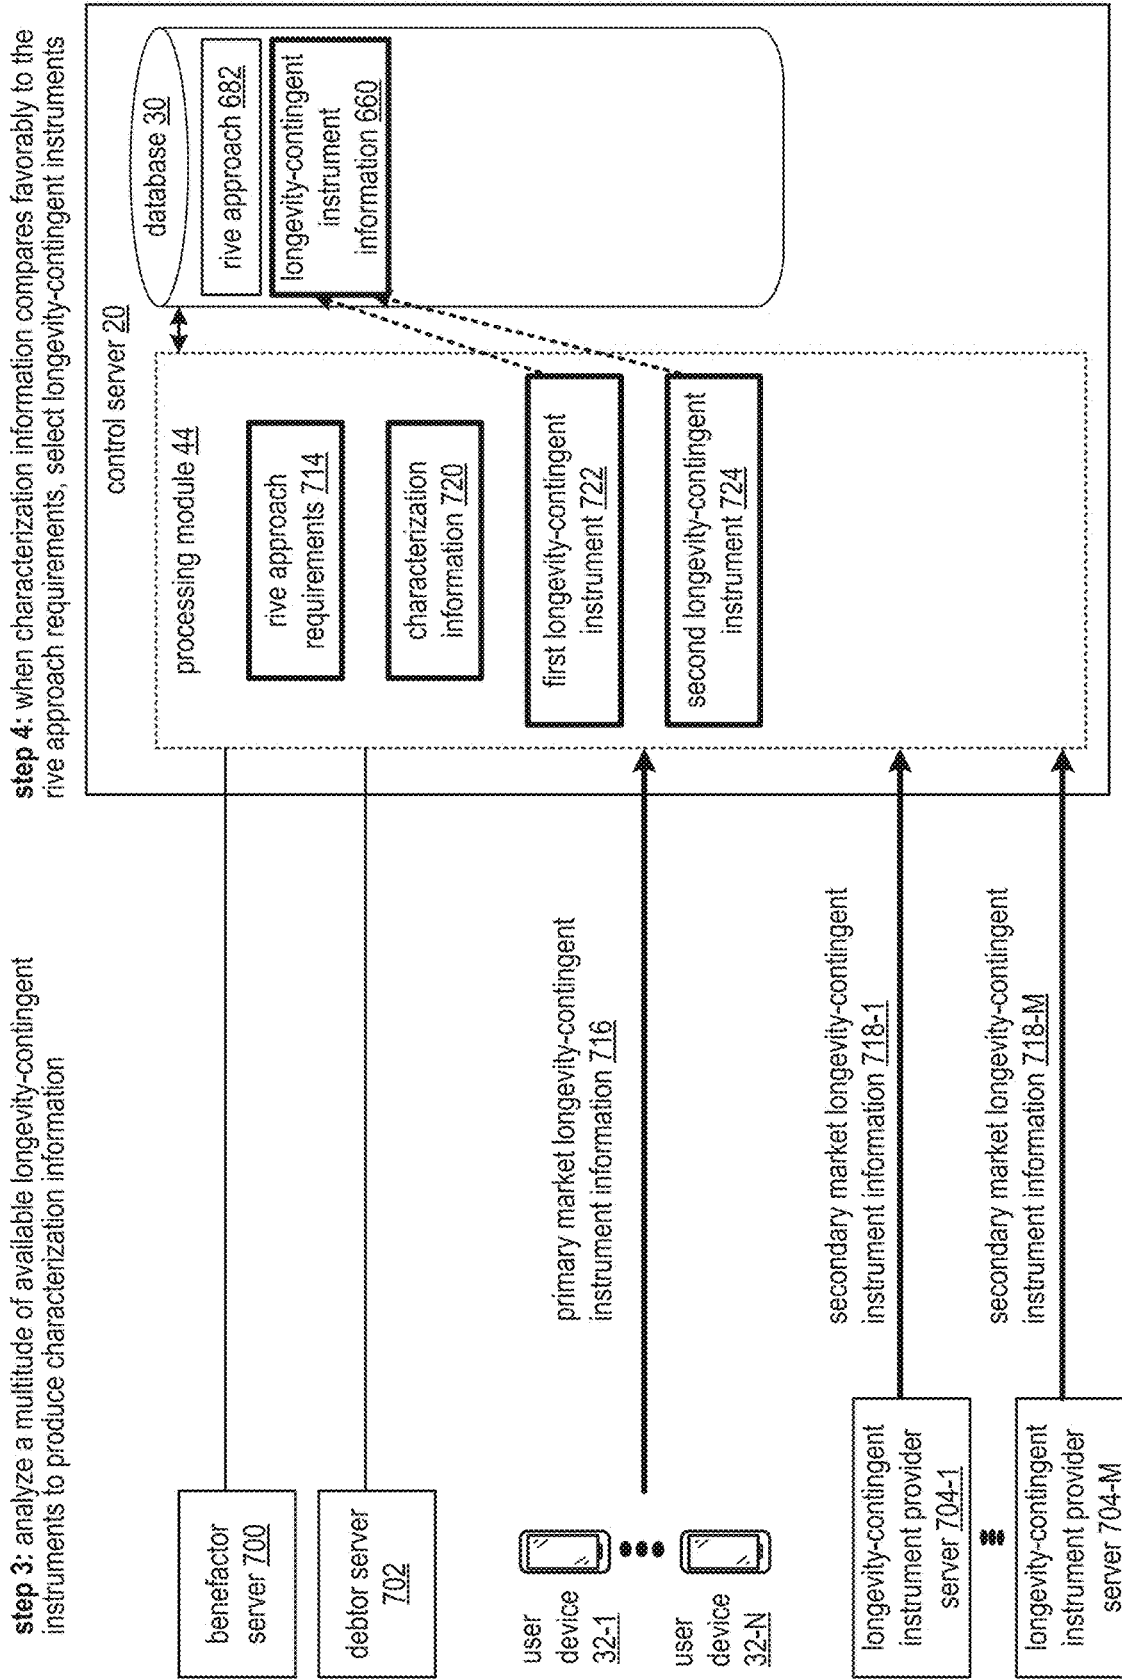 step 3: analyze a multitude of available longevity-contingent
instruments to produce characterization information
step 4: when characterization information compares favorably to the
rive approach requirements, select longevity-contingent instruments
benefactor
server 700
debtor server
702
user
device
32-1
user
device
32-N
longevity-contingent
instrument provider
server 704-1
longevity-contingent
instrument provider
server 704-M
primary market longevity-contingent
instrument information 716
secondary market longevity-contingent
instrument information 718-1
secondary market longevity-contingent
instrument information 718-M
control server 20
processing module 44
rive approach
requirements 714
characterization
information 720
first longevity-contingent
instrument 722
second longevity-contingent
instrument 724
database 30
rive approach 682
longevity-contingent
instrument
information 660